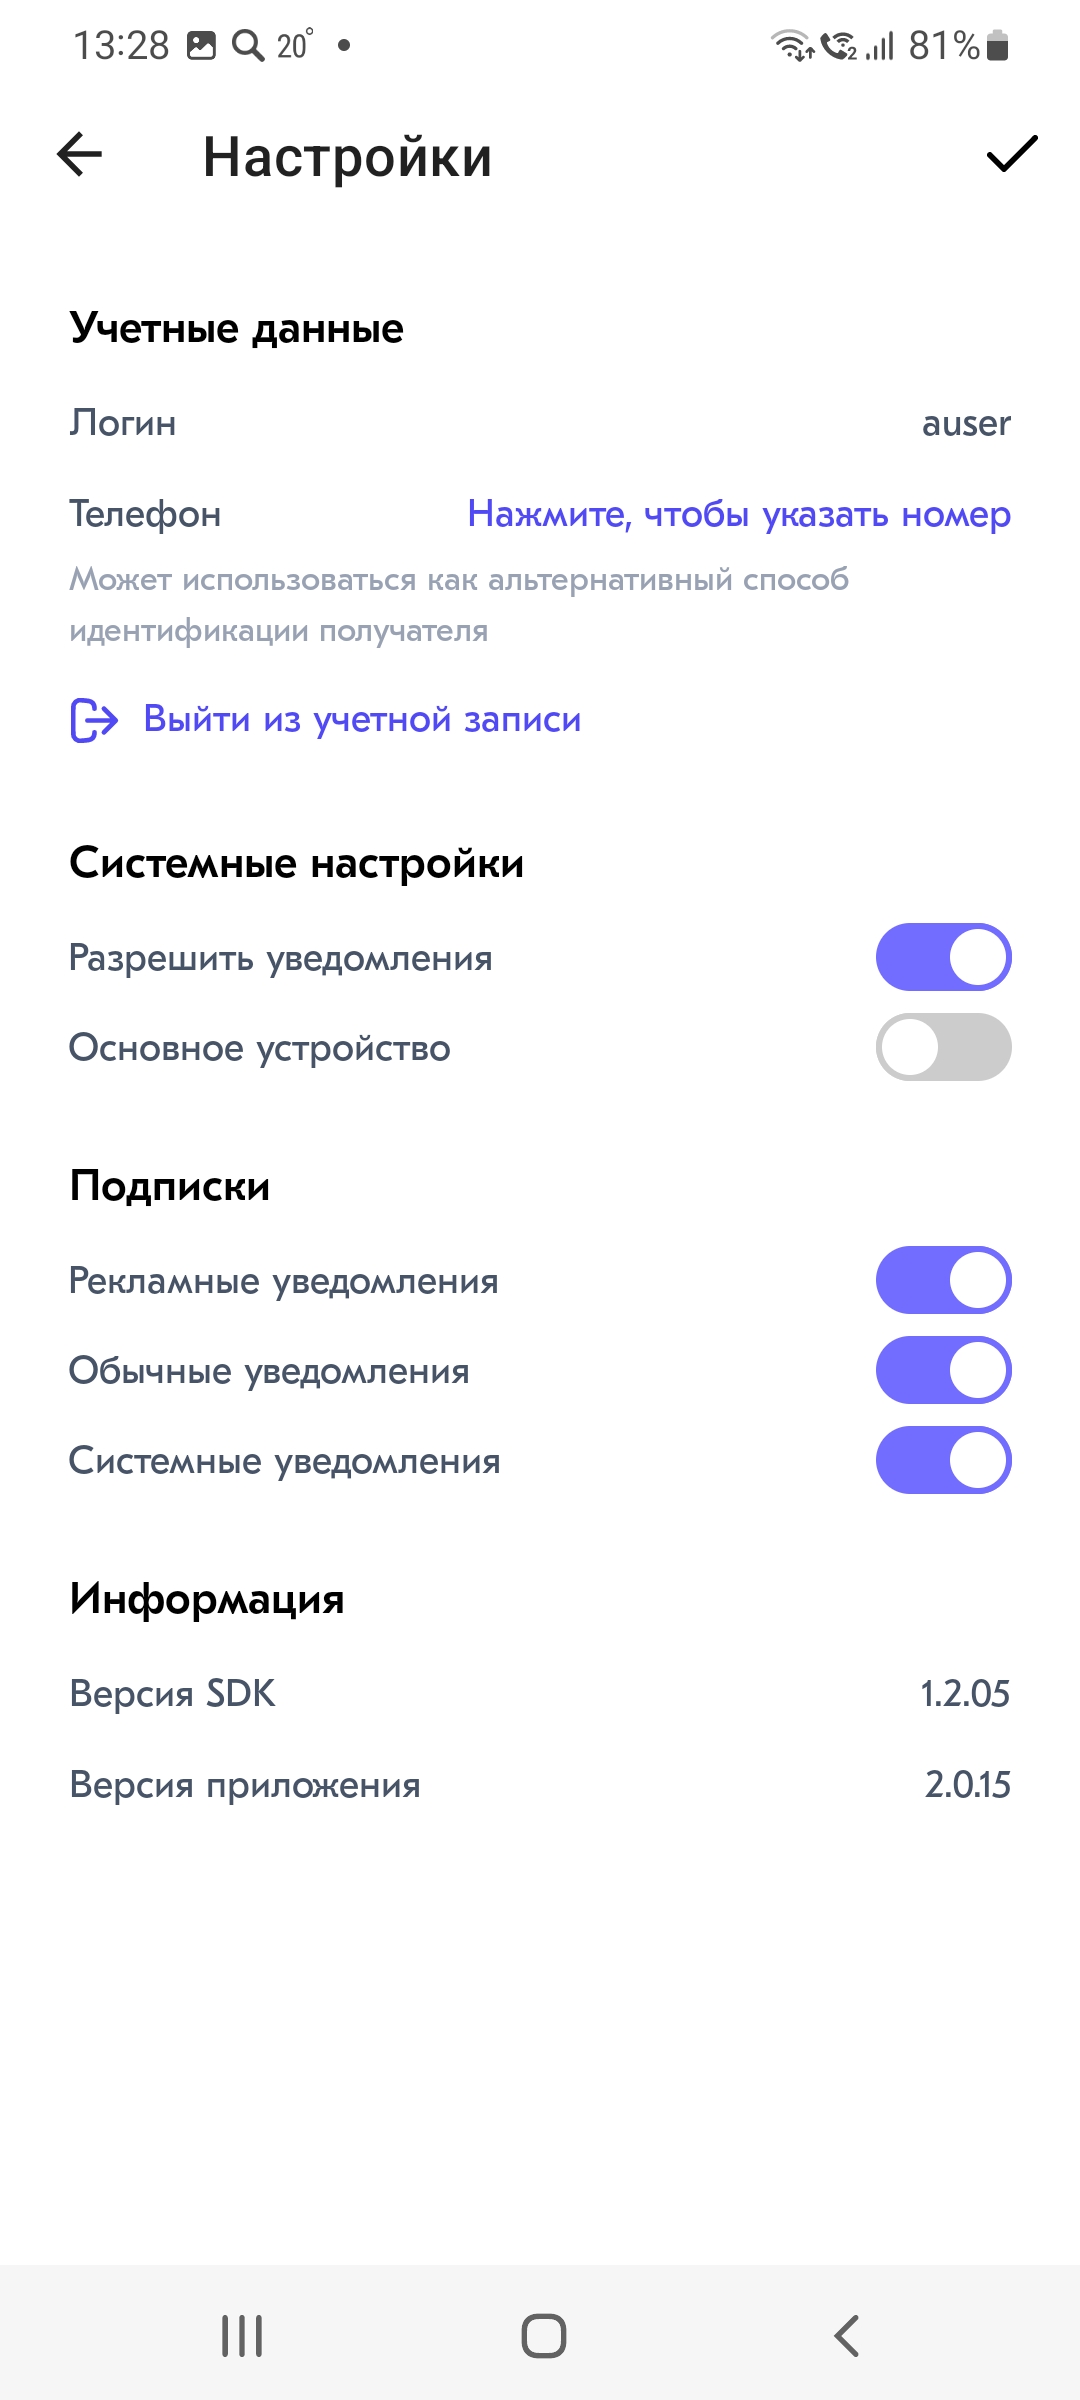 13:28 20° 81%
Настройки
Учетные данные
Логин auser
Телефон Нажмите, чтобы указать номер
Может использоваться как альтернативный способ
идентификации получателя
Выйти из учетной записи
Системные настройки
Разрешить уведомления
Основное устройство
Подписки
Рекламные уведомления
Обычные уведомления
Системные уведомления
Информация
Версия SDK 1.2.05
Версия приложения 2.0.15